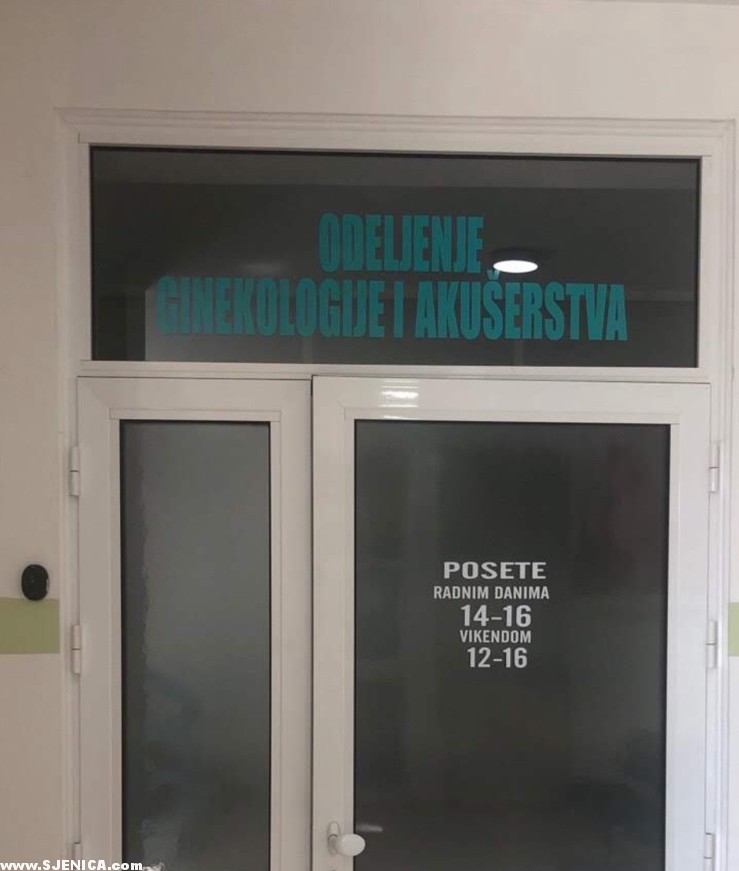 ODELJENJE
GINEKOLOGIJE I AKUŠERSTVA
POSETE
RADNIM DANIMA
14-16
VIKENDOM
12-16
www.SJENICA.com